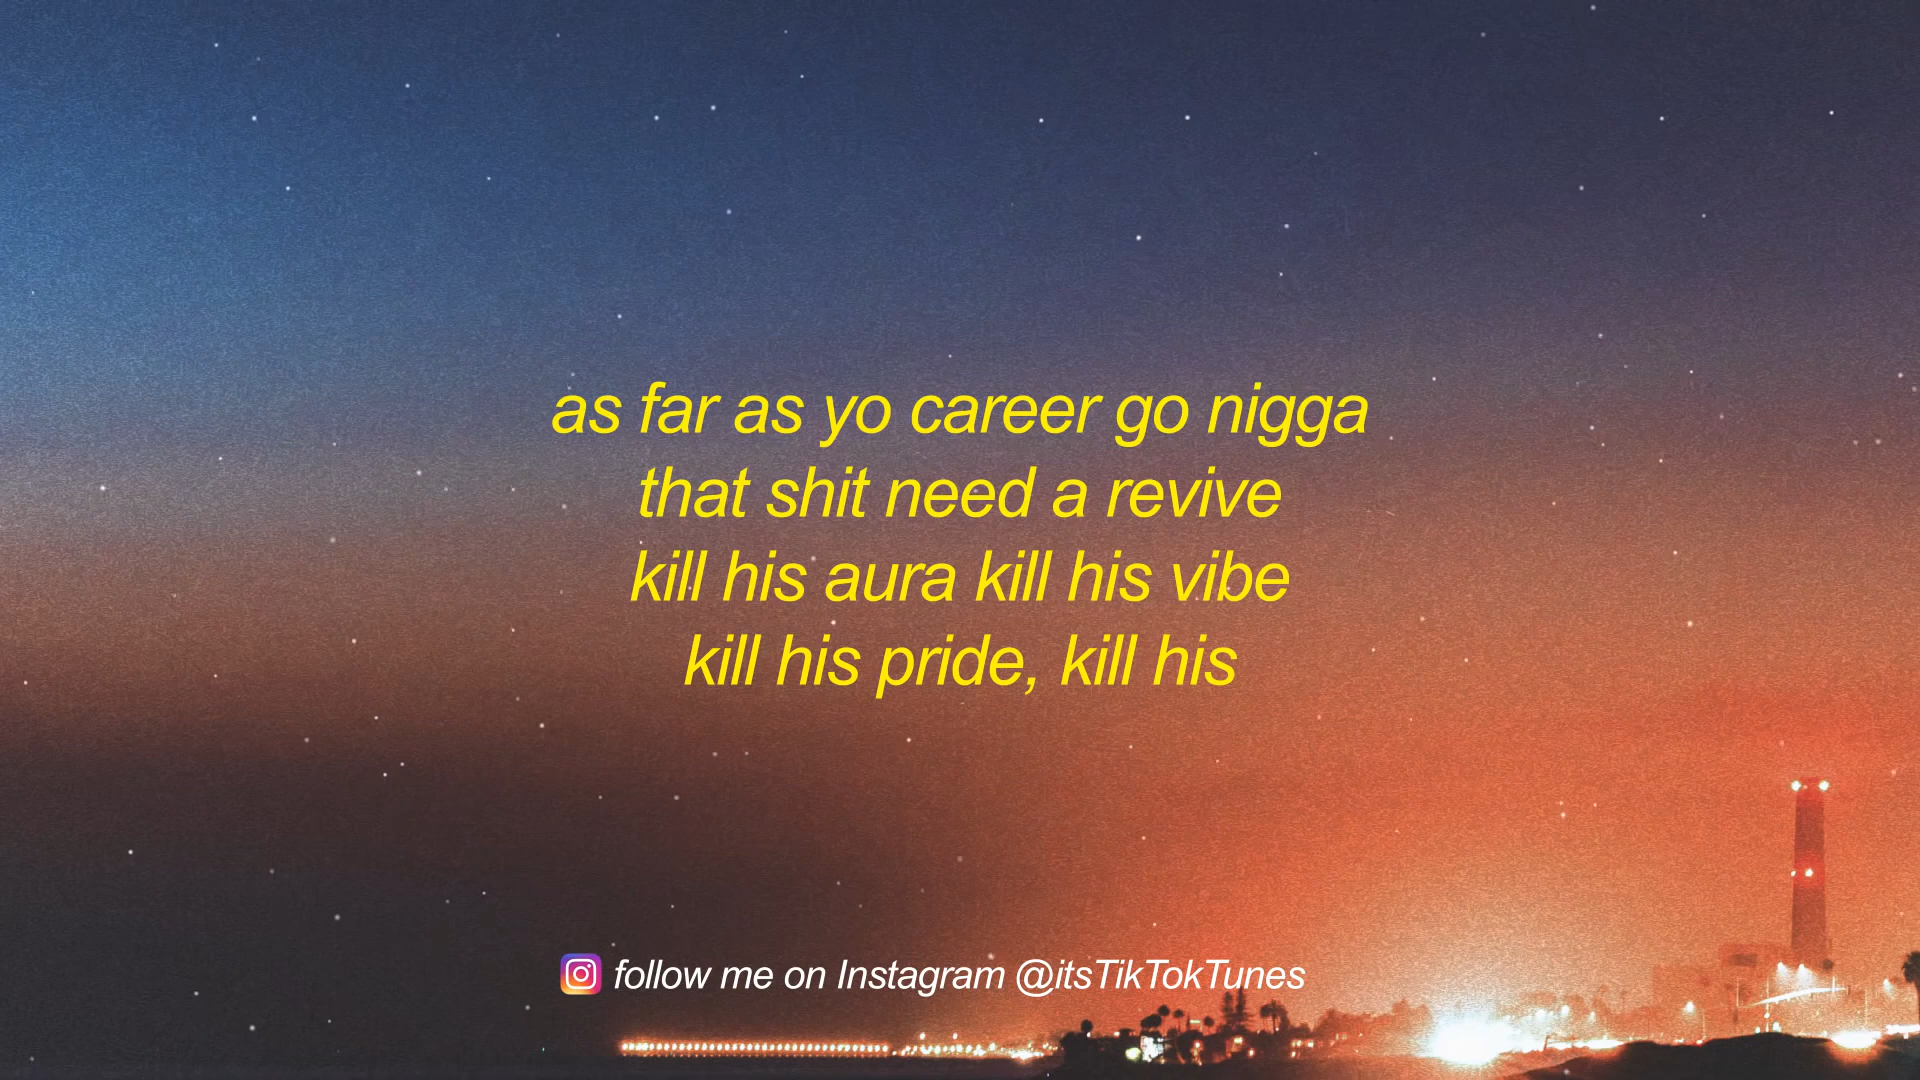 as far as yo career go nigga
that shit need a revive
kill his aura kill his vibe
kill his pride, kill his
follow me on Instagram @itsTikTokTunes